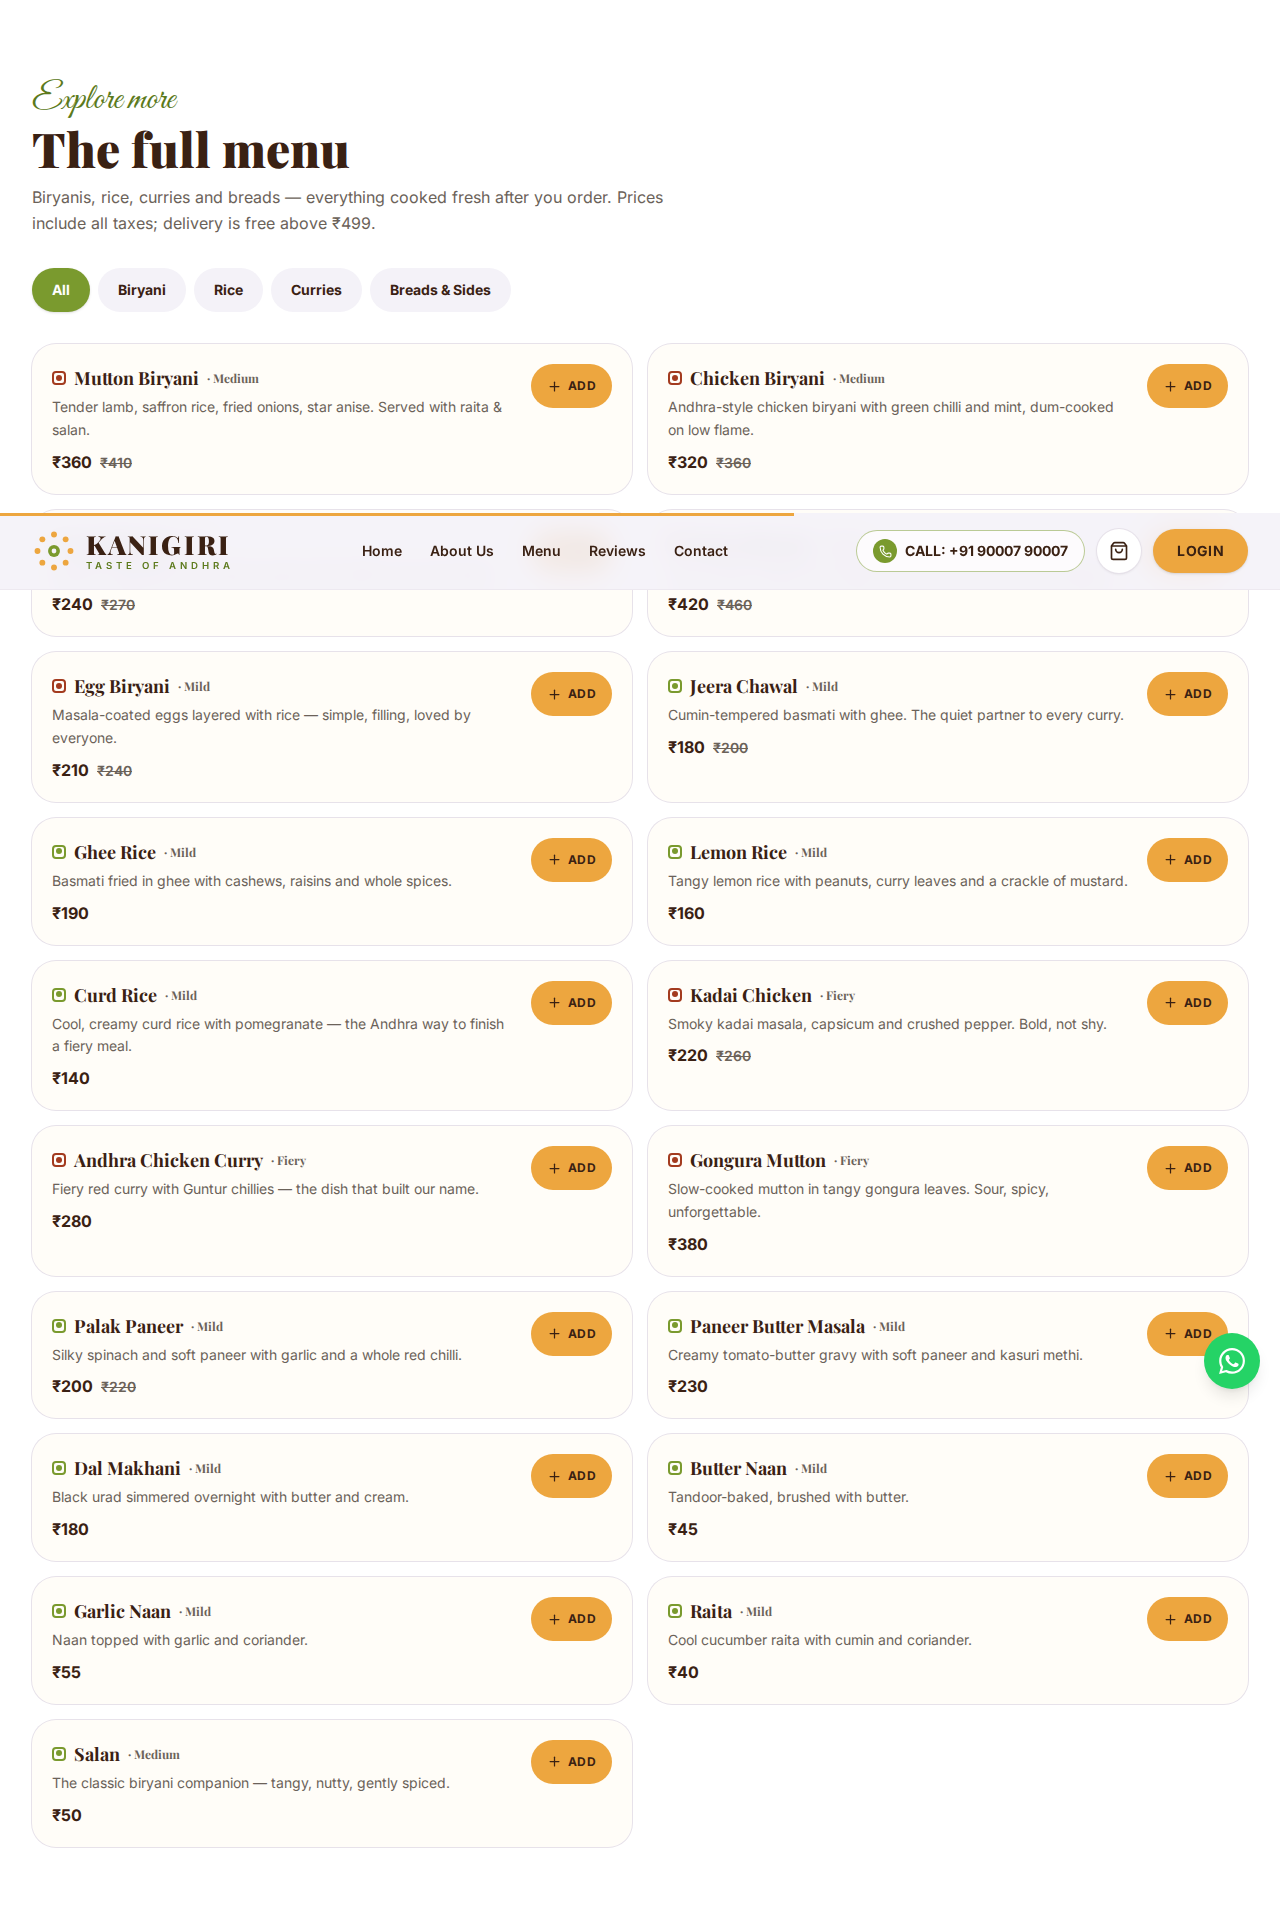 Explore more
The full menu
Biryanis, rice, curries and breads — everything cooked fresh after you order. Prices
include all taxes; delivery is free above ₹499.
All
Biryani
Rice
Curries
Breads & Sides
Mutton Biryani · Medium
+ ADD
Tender lamb, saffron rice, fried onions, star anise. Served with raita &
salan.
₹360 ₹410
Chicken Biryani · Medium
+ ADD
Andhra-style chicken biryani with green chilli and mint, dum-cooked
on low flame.
₹320 ₹360
KANIGIRI
TASTE OF ANDHRA
Home
About Us
Menu
Reviews
Contact
CALL: +91 90007 90007
LOGIN
₹240 ₹270
₹420 ₹460
Egg Biryani · Mild
+ ADD
Masala-coated eggs layered with rice — simple, filling, loved by
everyone.
₹210 ₹240
Jeera Chawal · Mild
+ ADD
Cumin-tempered basmati with ghee. The quiet partner to every curry.
₹180 ₹200
Ghee Rice · Mild
+ ADD
Basmati fried in ghee with cashews, raisins and whole spices.
₹190
Lemon Rice · Mild
+ ADD
Tangy lemon rice with peanuts, curry leaves and a crackle of mustard.
₹160
Curd Rice · Mild
+ ADD
Cool, creamy curd rice with pomegranate — the Andhra way to finish
a fiery meal.
₹140
Kadai Chicken · Fiery
+ ADD
Smoky kadai masala, capsicum and crushed pepper. Bold, not shy.
₹220 ₹260
Andhra Chicken Curry · Fiery
+ ADD
Fiery red curry with Guntur chillies — the dish that built our name.
₹280
Gongura Mutton · Fiery
+ ADD
Slow-cooked mutton in tangy gongura leaves. Sour, spicy,
unforgettable.
₹380
Palak Paneer · Mild
+ ADD
Silky spinach and soft paneer with garlic and a whole red chilli.
₹200 ₹220
Paneer Butter Masala · Mild
+ ADD
Creamy tomato-butter gravy with soft paneer and kasuri methi.
₹230
Dal Makhani · Mild
+ ADD
Black urad simmered overnight with butter and cream.
₹180
Butter Naan · Mild
+ ADD
Tandoor-baked, brushed with butter.
₹45
Garlic Naan · Mild
+ ADD
Naan topped with garlic and coriander.
₹55
Raita · Mild
+ ADD
Cool cucumber raita with cumin and coriander.
₹40
Salan · Medium
+ ADD
The classic biryani companion — tangy, nutty, gently spiced.
₹50